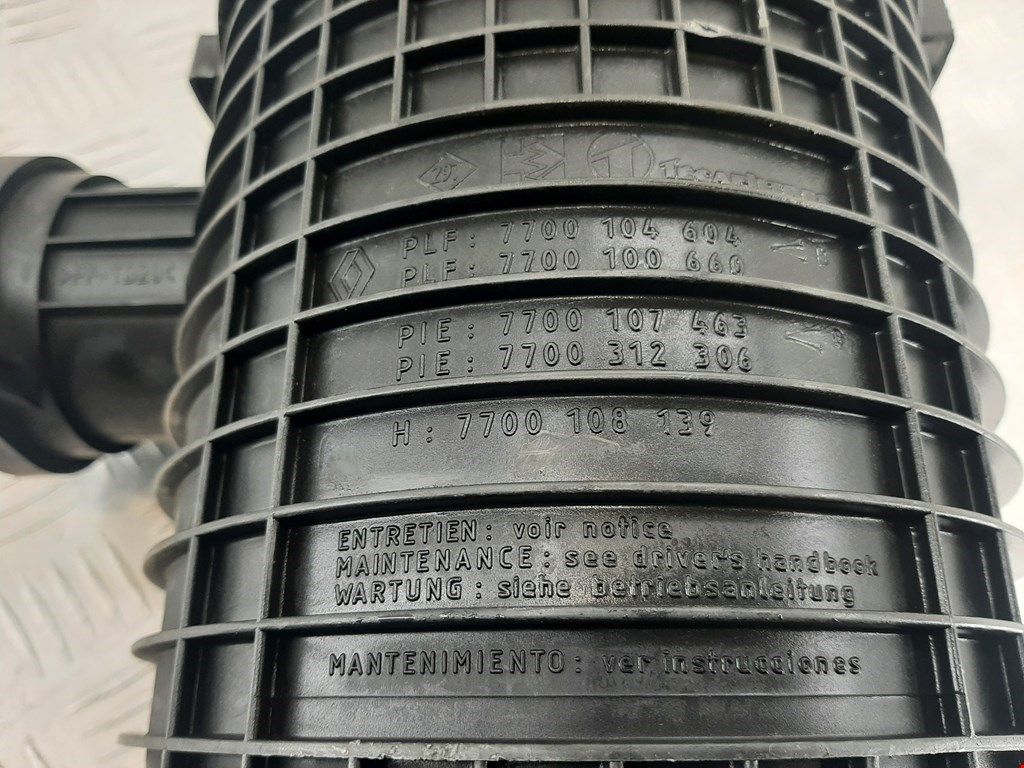 PLF: 7700 104 604
PLF: 7700 100 660
PIE: 7700 107 463
PIE: 7700 312 306
H: 7700 108 139
ENTRETIEN: voir notice
MAINTENANCE: see driver's handbook
WARTUNG: siehe betriebsanleitung
MANTENIMIENTO: ver instrucciones